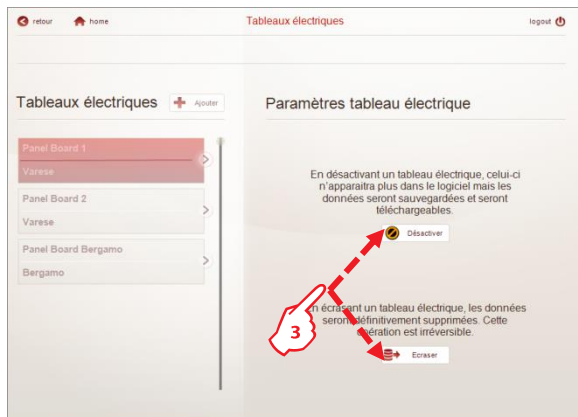 retour
home
Tableaux électriques
logout
Tableaux électriques
Ajouter
Panel Board 1
Varese
Panel Board 2
Varese
Panel Board Bergamo
Bergamo
Paramètres tableau électrique
En désactivant un tableau électrique, celui-ci
n'apparaitra plus dans le logiciel mais les
données seront sauvegardées et seront
téléchargeables.
Désactiver
3
En écrasant un tableau électrique, les données
seront définitivement supprimées. Cette
opération est irréversible.
Ecraser